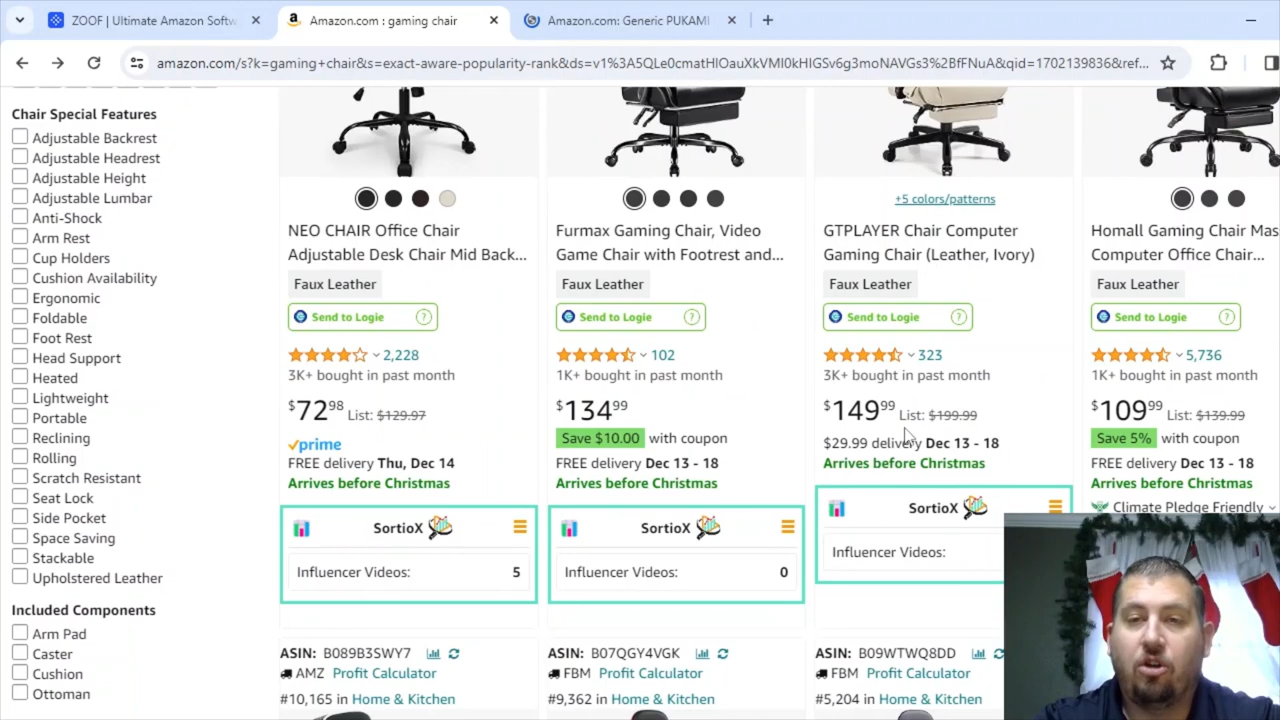 ZOOF | Ultimate Amazon Softw
Amazon.com : gaming chair
Amazon.com: Generic PUKAMI
amazon.com/s?k=gaming+chair&s=exact-aware-popularity-rank&ds=v1%3A5QLe0cmatHlOauXkVMI0kHIGSv6g3moNAVGs3%2BfFNuA&qid=1702139836&ref...
Chair Special Features
Adjustable Backrest
Adjustable Headrest
Adjustable Height
Adjustable Lumbar
Anti-Shock
Arm Rest
Cup Holders
Cushion Availability
Ergonomic
Foldable
Foot Rest
Head Support
Heated
Lightweight
Portable
Reclining
Rolling
Scratch Resistant
Seat Lock
Side Pocket
Space Saving
Stackable
Upholstered Leather
Included Components
Arm Pad
Caster
Cushion
Ottoman
NEO CHAIR Office Chair
Adjustable Desk Chair Mid Back...
Faux Leather
Send to Logie ?
2,228
3K+ bought in past month
$72.98 List: $129.97
prime
FREE delivery Thu, Dec 14
Arrives before Christmas
SortioX
Influencer Videos: 5
ASIN: B089B3SWY7
AMZ Profit Calculator
#10,165 in Home & Kitchen
Furmax Gaming Chair, Video
Game Chair with Footrest and...
Faux Leather
Send to Logie ?
102
1K+ bought in past month
$134.99
Save $10.00 with coupon
FREE delivery Dec 13 - 18
Arrives before Christmas
SortioX
Influencer Videos: 0
ASIN: B07QGY4VGK
FBM Profit Calculator
#9,362 in Home & Kitchen
+5 colors/patterns
GTPLAYER Chair Computer
Gaming Chair (Leather, Ivory)
Faux Leather
Send to Logie ?
323
3K+ bought in past month
$149.99 List: $199.99
$29.99 delivery Dec 13 - 18
Arrives before Christmas
SortioX
Influencer Videos:
ASIN: B09WTWQ8DD
FBM Profit Calculator
#5,204 in Home & Kitchen
Homall Gaming Chair Mas
Computer Office Chair...
Faux Leather
Send to Logie ?
5,736
1K+ bought in past month
$109.99 List: $139.99
Save 5% with coupon
FREE delivery Dec 13 - 18
Arrives before Christmas
Climate Pledge Friendly